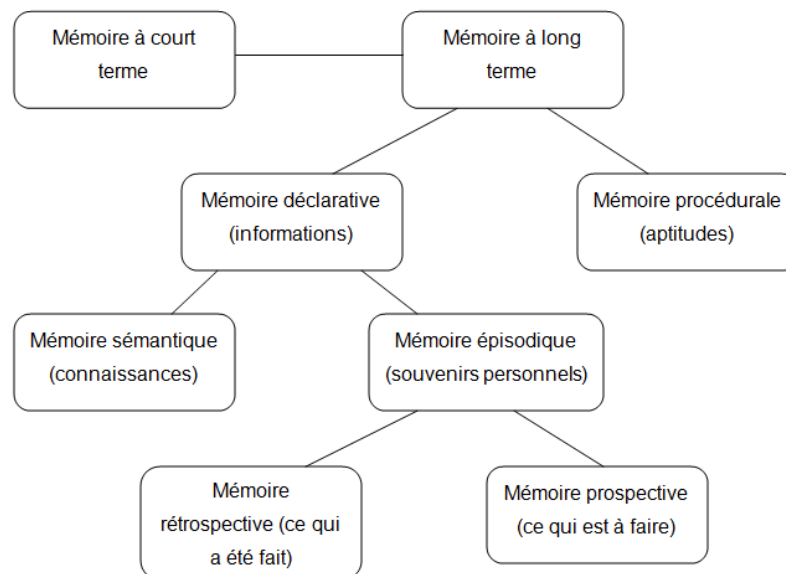 Mémoire à court
terme
Mémoire à long
terme
Mémoire déclarative
(informations)
Mémoire procédurale
(aptitudes)
Mémoire sémantique
(connaissances)
Mémoire épisodique
(souvenirs personnels)
Mémoire
rétrospective (ce qui
a été fait)
Mémoire prospective
(ce qui est à faire)